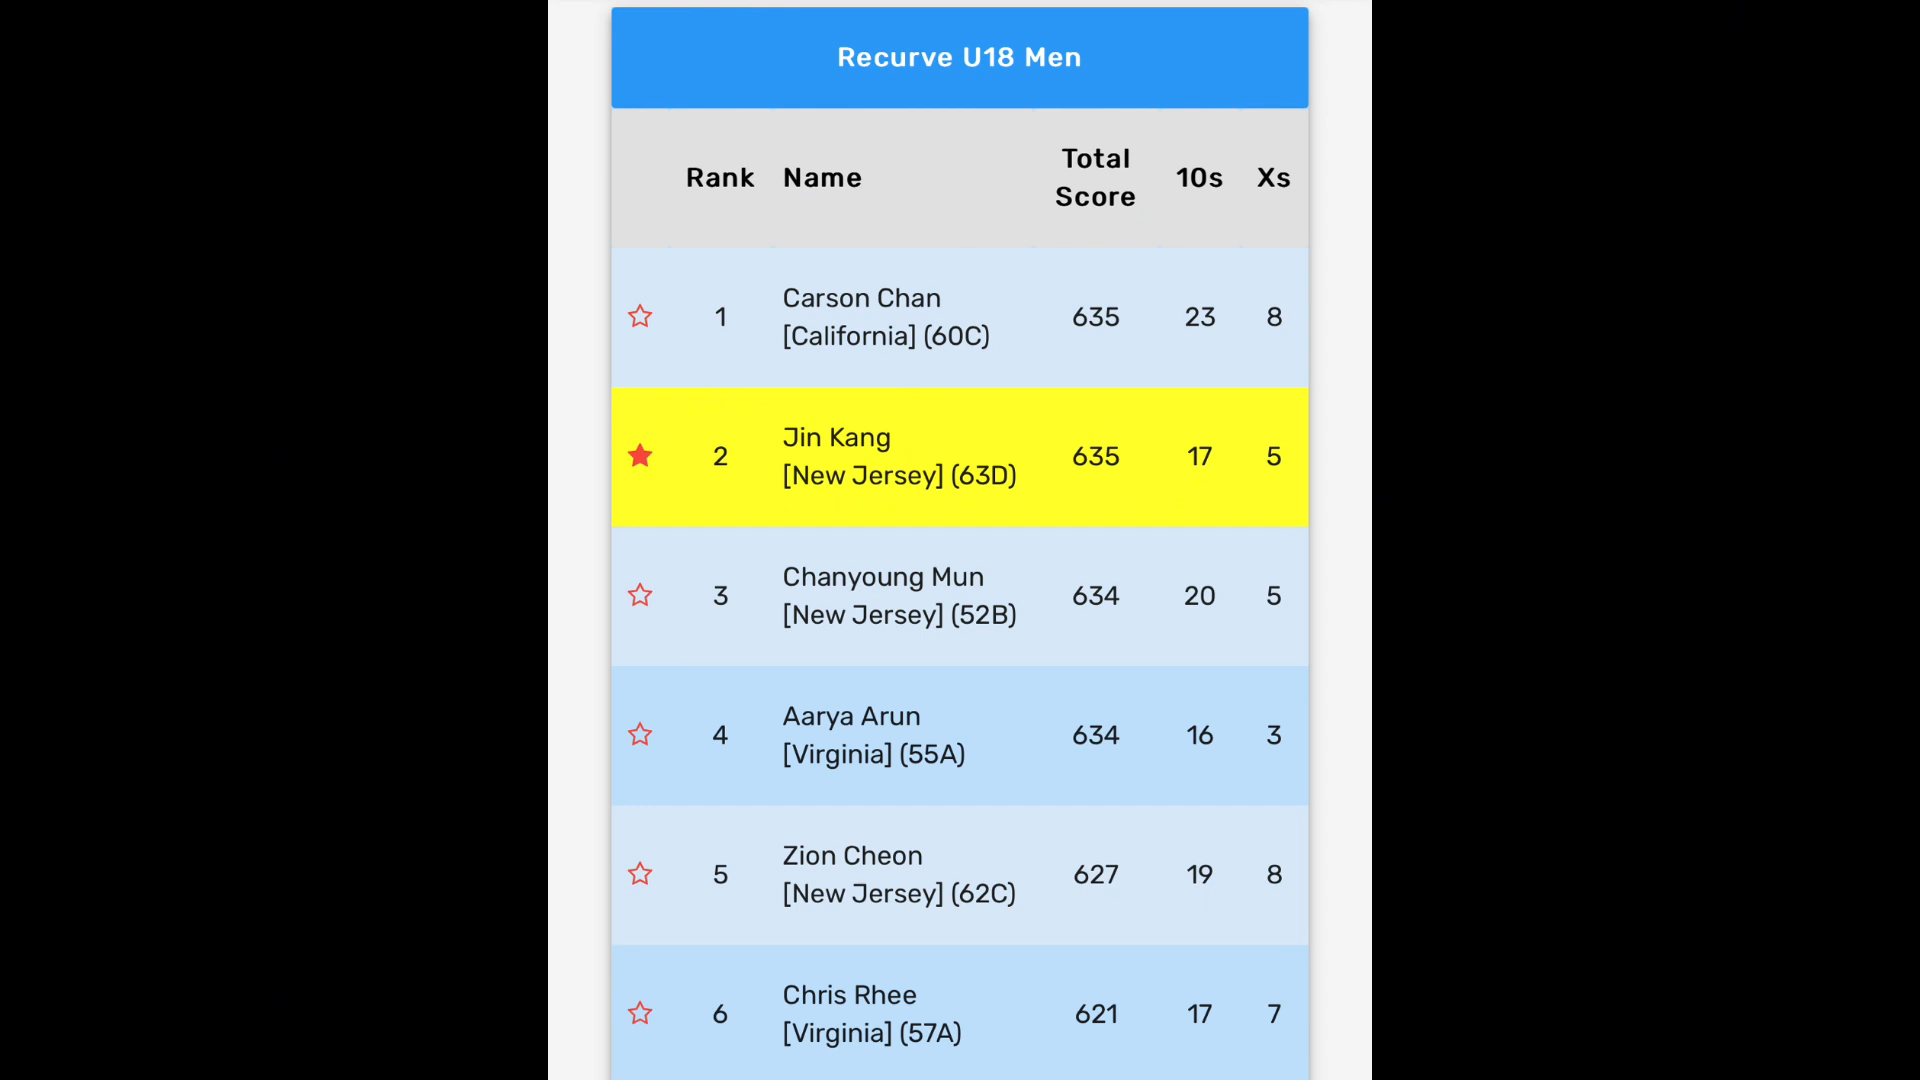 Recurve U18 Men
Rank Name Total Score 10s Xs
1 Carson Chan [California] (60C) 635 23 8
2 Jin Kang [New Jersey] (63D) 635 17 5
3 Chanyoung Mun [New Jersey] (52B) 634 20 5
4 Aarya Arun [Virginia] (55A) 634 16 3
5 Zion Cheon [New Jersey] (62C) 627 19 8
6 Chris Rhee [Virginia] (57A) 621 17 7